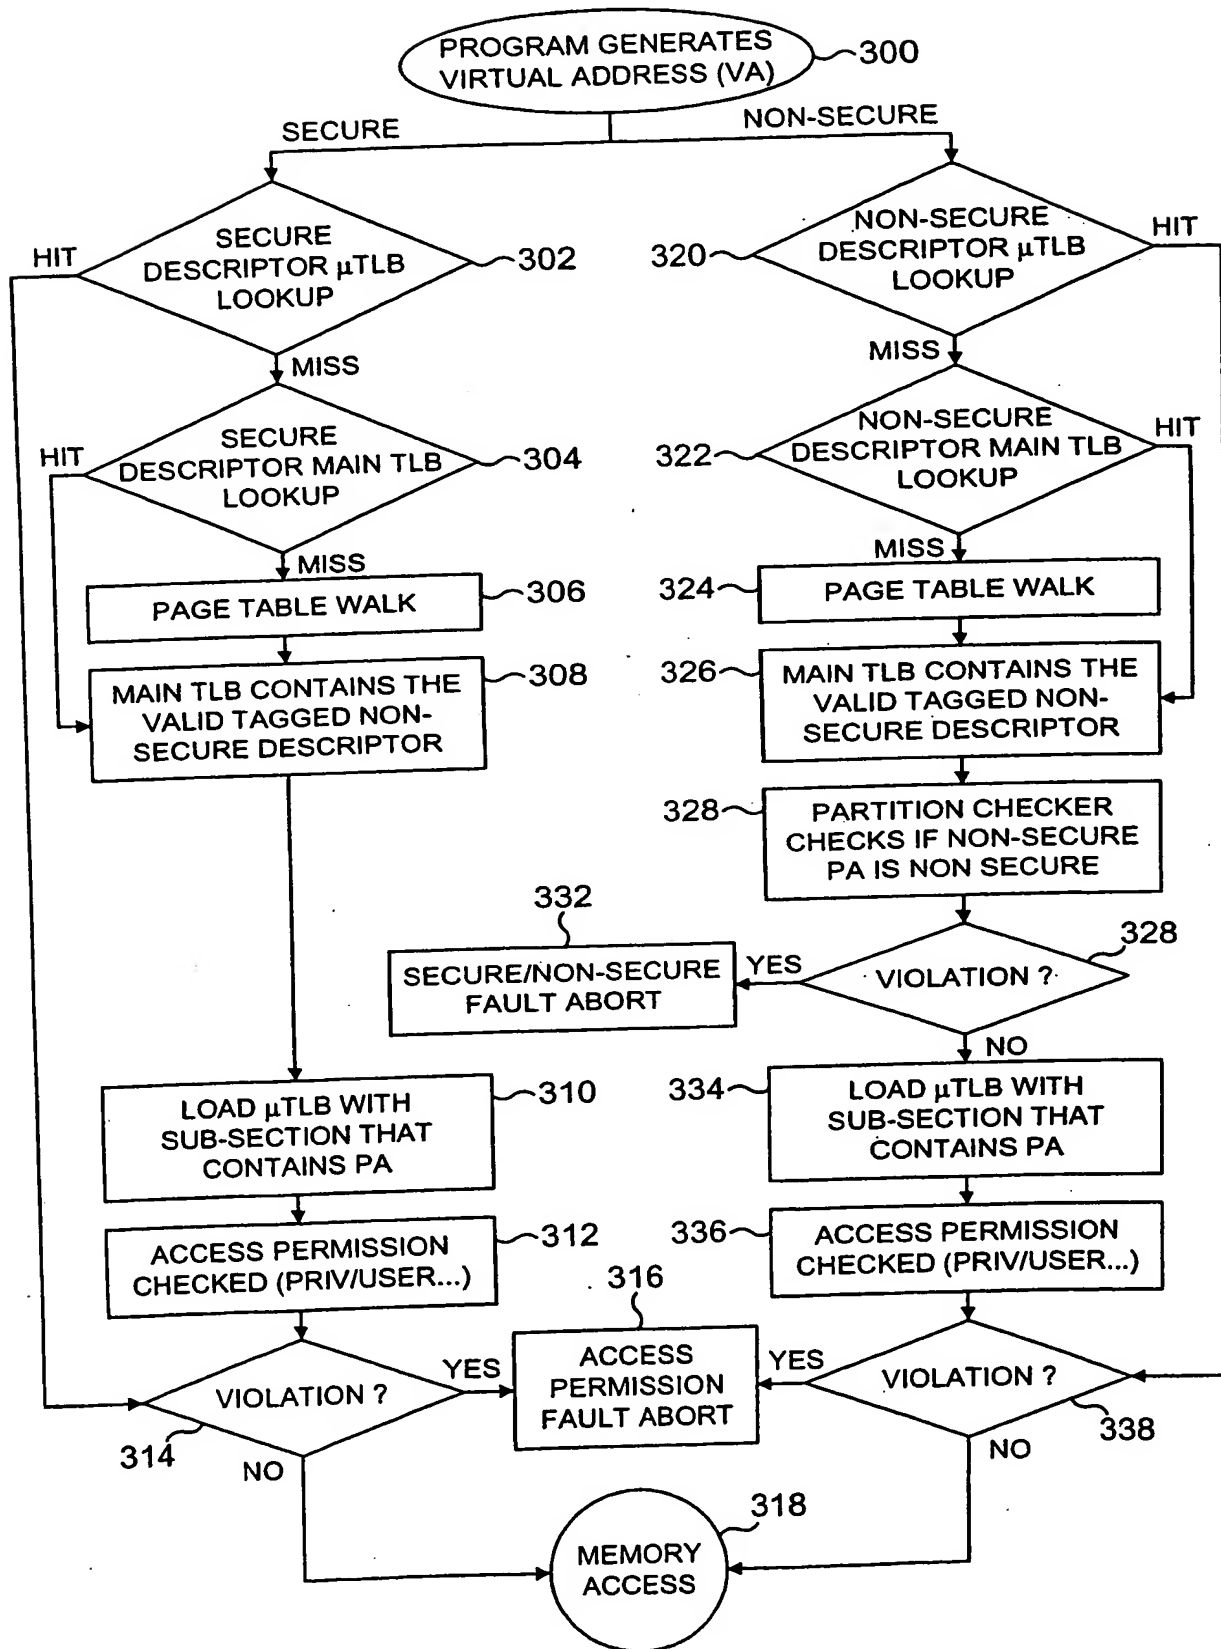 PROGRAM GENERATES
VIRTUAL ADDRESS (VA)
300
SECURE
NON-SECURE
HIT
SECURE
DESCRIPTOR µTLB
LOOKUP
302
320
NON-SECURE
DESCRIPTOR µTLB
LOOKUP
HIT
MISS
MISS
HIT
SECURE
DESCRIPTOR MAIN TLB
LOOKUP
304
322
NON-SECURE
DESCRIPTOR MAIN TLB
LOOKUP
HIT
MISS
MISS
PAGE TABLE WALK
306
324
PAGE TABLE WALK
MAIN TLB CONTAINS THE
VALID TAGGED NON-
SECURE DESCRIPTOR
308
326
MAIN TLB CONTAINS THE
VALID TAGGED NON-
SECURE DESCRIPTOR
328
PARTITION CHECKER
CHECKS IF NON-SECURE
PA IS NON SECURE
332
SECURE/NON-SECURE
FAULT ABORT
YES
VIOLATION ?
328
NO
LOAD µTLB WITH
SUB-SECTION THAT
CONTAINS PA
310
334
LOAD µTLB WITH
SUB-SECTION THAT
CONTAINS PA
ACCESS PERMISSION
CHECKED (PRIV/USER...)
312
336
ACCESS PERMISSION
CHECKED (PRIV/USER...)
316
VIOLATION ?
314
YES
ACCESS
PERMISSION
FAULT ABORT
YES
VIOLATION ?
338
NO
NO
MEMORY
ACCESS
318